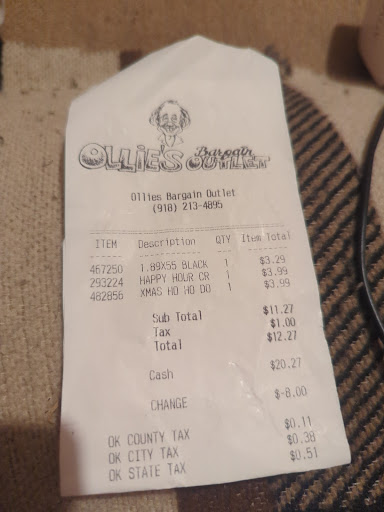 OLLIE'S Bargain OUTLET
Ollies Bargain Outlet
(918) 213-4895
ITEM Description QTY Item Total
467250 1.89X55 BLACK 1 $3.29
293224 HAPPY HOUR CR 1 $3.99
482856 XMAS HO HO DO 1 $3.99
Sub Total $11.27
Tax $1.00
Total $12.27
Cash $20.27
CHANGE $-8.00
OK COUNTY TAX $0.11
OK CITY TAX $0.38
OK STATE TAX $0.51